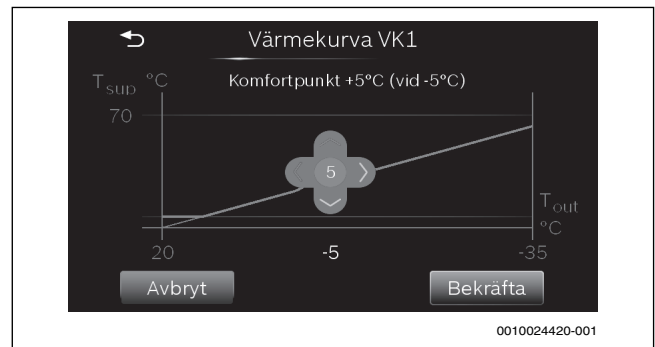 Värmekurva VK1
T sup °C
Komfortpunkt +5°C (vid -5°C)
70
5
T out
°C
20
-5
-35
Avbryt
Bekräfta
0010024420-001